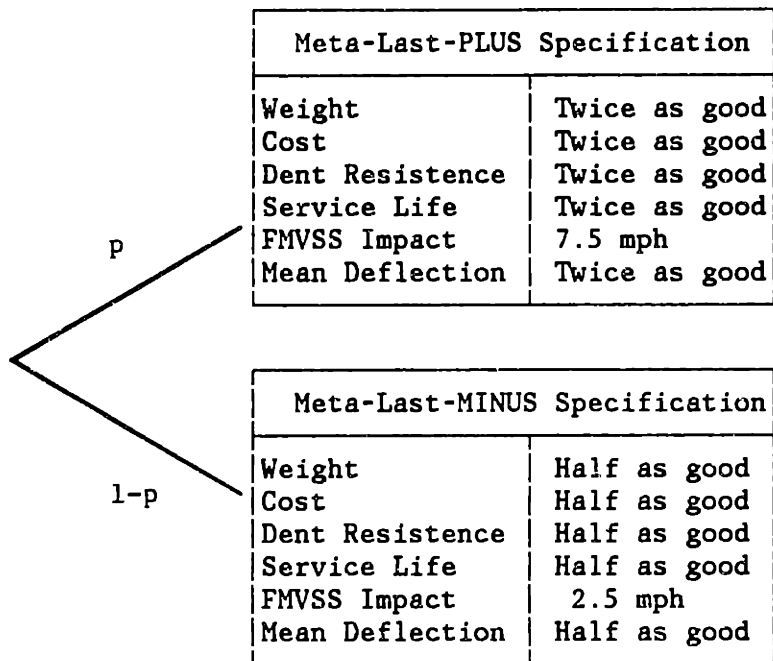 Meta-Last-PLUS Specification
Weight Twice as good
Cost Twice as good
Dent Resistence Twice as good
Service Life Twice as good
p
FMVSS Impact 7.5 mph
Mean Deflection Twice as good
Meta-Last-MINUS Specification
Weight Half as good
1-p
Cost Half as good
Dent Resistence Half as good
Service Life Half as good
FMVSS Impact 2.5 mph
Mean Deflection Half as good